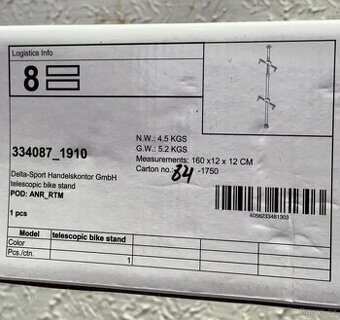 Logistics Info
8
334087_1910
N.W.: 4.5 KGS
G.W.: 5.2 KGS
Measurements: 160 x12 x 12 CM
Carton no.: 84 -1750
Delta-Sport Handelskontor GmbH
telescopic bike stand
POD: ANR_RTM
1 pcs
4056233461303
Model telescopic bike stand
Color
Pcs./ctn. 1